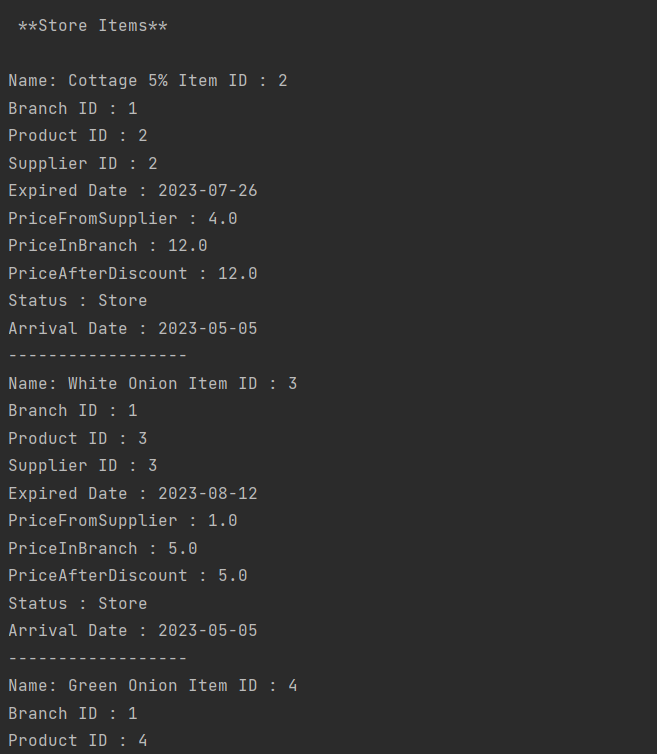 **Store Items**
Name: Cottage 5% Item ID : 2
Branch ID : 1
Product ID : 2
Supplier ID : 2
Expired Date : 2023-07-26
PriceFromSupplier : 4.0
PriceInBranch : 12.0
PriceAfterDiscount : 12.0
Status : Store
Arrival Date : 2023-05-05
------------------
Name: White Onion Item ID : 3
Branch ID : 1
Product ID : 3
Supplier ID : 3
Expired Date : 2023-08-12
PriceFromSupplier : 1.0
PriceInBranch : 5.0
PriceAfterDiscount : 5.0
Status : Store
Arrival Date : 2023-05-05
------------------
Name: Green Onion Item ID : 4
Branch ID : 1
Product ID : 4